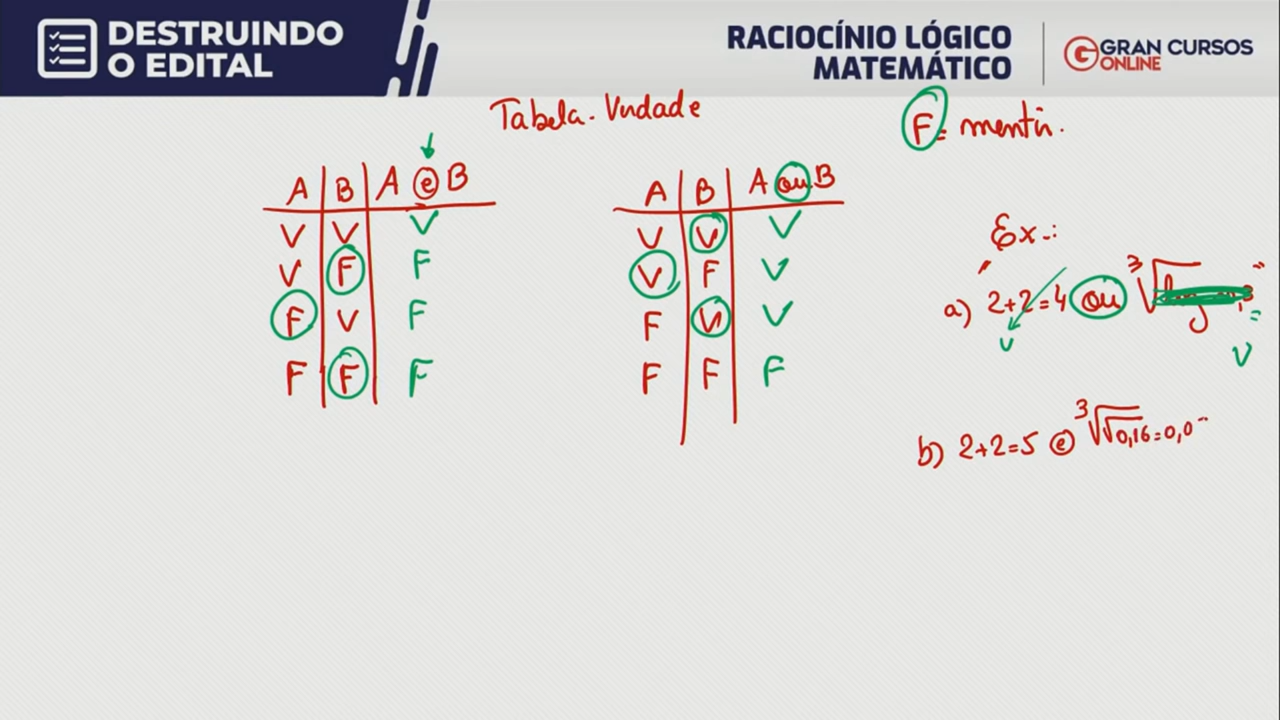 DESTRUINDO
O EDITAL
RACIOCÍNIO LÓGICO
MATEMÁTICO
GRAN CURSOS
ONLINE
Tabela-Verdade
F = mentir.
A B A e B
V V V
V F F
F V F
F F F
A B A ou B
V V V
V F V
F V V
F F F
Ex.:
a) "2+2=4 ou ∛
V V
b) 2+2=5 e ∛√0,16=0,0